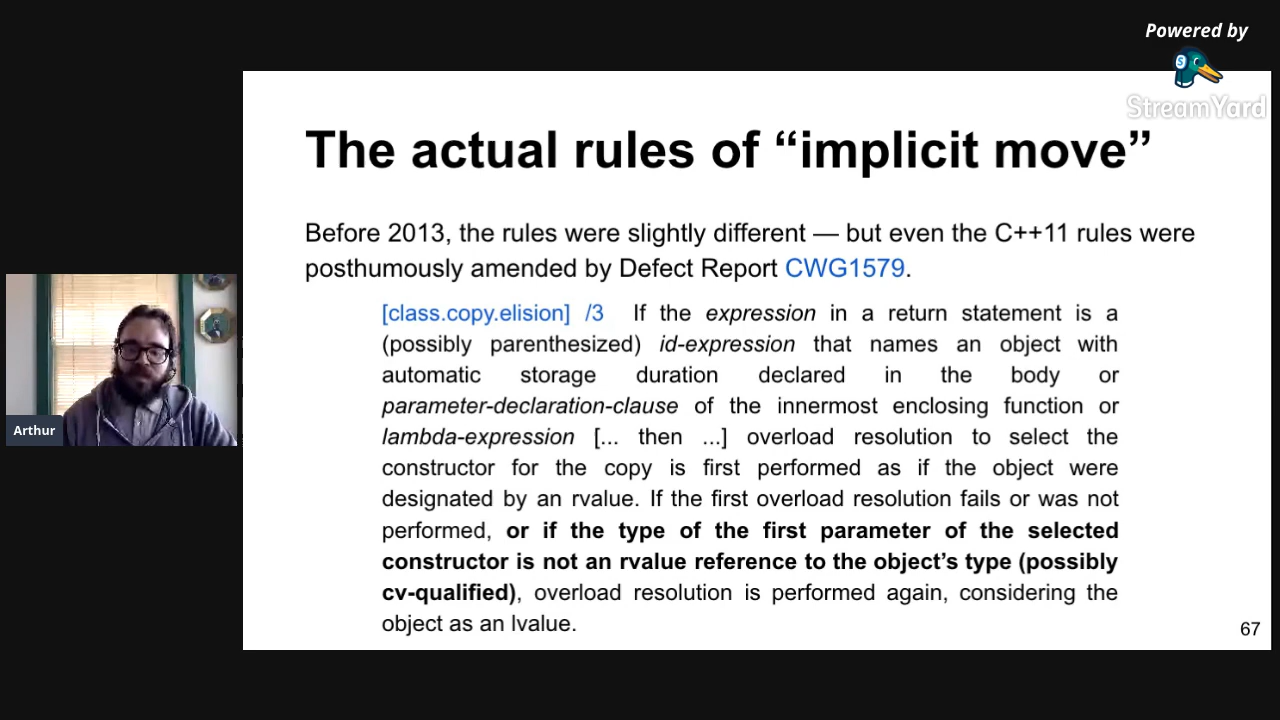 Powered by
StreamYard
The actual rules of “implicit move”
Before 2013, the rules were slightly different — but even the C++11 rules were
posthumously amended by Defect Report CWG1579.
[class.copy.elision] /3 If the expression in a return statement is a
(possibly parenthesized) id-expression that names an object with
automatic storage duration declared in the body or
parameter-declaration-clause of the innermost enclosing function or
lambda-expression [... then ...] overload resolution to select the
constructor for the copy is first performed as if the object were
designated by an rvalue. If the first overload resolution fails or was not
performed, or if the type of the first parameter of the selected
constructor is not an rvalue reference to the object’s type (possibly
cv-qualified), overload resolution is performed again, considering the
object as an lvalue.
67
Arthur